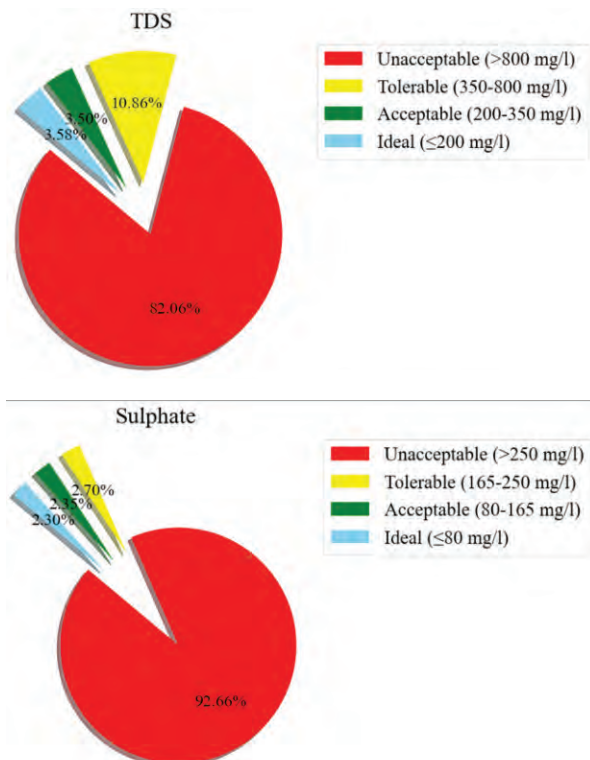 TDS
Unacceptable (>800 mg/l)
Tolerable (350-800 mg/l)
Acceptable (200-350 mg/l)
Ideal (≤200 mg/l)
10.86%
3.50%
3.58%
82.06%
Sulphate
Unacceptable (>250 mg/l)
Tolerable (165-250 mg/l)
Acceptable (80-165 mg/l)
Ideal (≤80 mg/l)
2.70%
2.35%
2.30%
92.66%